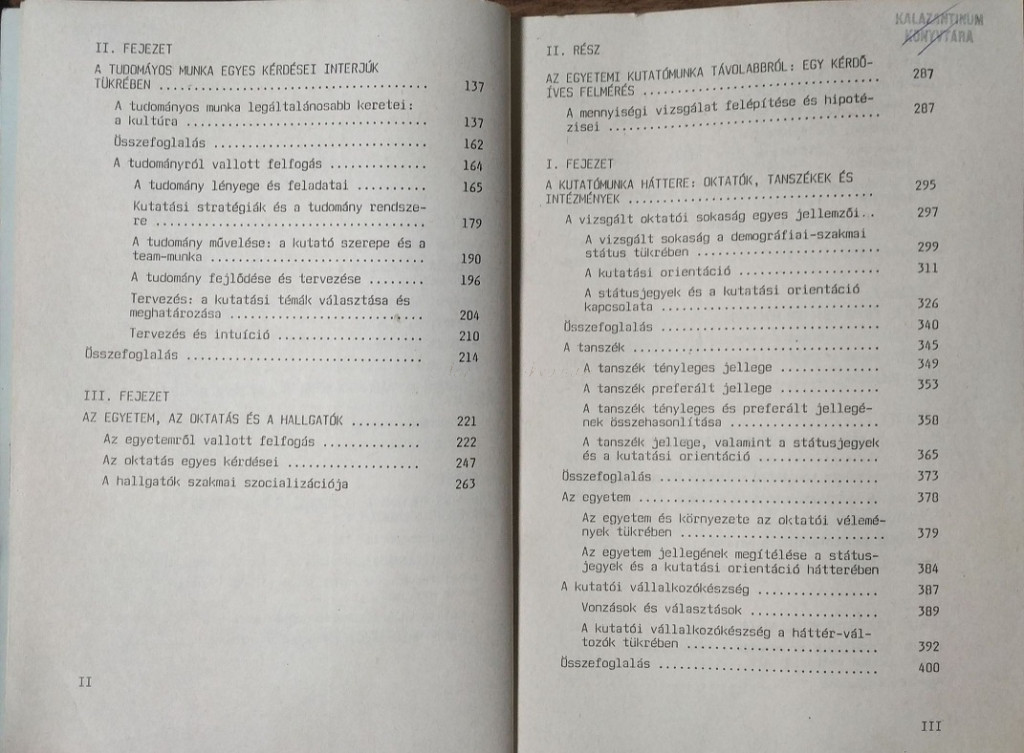 II. FEJEZET
A TUDOMÁYOS MUNKA EGYES KÉRDÉSEI INTERJÚK
TÜKRÉBEN ........................................ 137
A tudományos munka legáltalánosabb keretei:
a kultúra ................................... 137
Összefoglalás ............................... 162
A tudományról vallott felfogás .............. 164
A tudomány lényege és feladatai .......... 165
Kutatási stratégiák és a tudomány rendsze-
re ....................................... 179
A tudomány művelése: a kutató szerepe és a
team-munka ............................... 190
A tudomány fejlődése és tervezése ........ 196
Tervezés: a kutatási témák választása és
meghatározása ............................ 204
Tervezés és intuíció ..................... 210
Összefoglalás .................................. 214
III. FEJEZET
AZ EGYETEM, AZ OKTATÁS ÉS A HALLGATÓK .......... 221
Az egyetemről vallott felfogás .............. 222
Az oktatás egyes kérdései ................... 247
A hallgatók szakmai szocializációja 263
II
KALAZANTINUM
KÖNYVTÁRA
II. RÉSZ
AZ EGYETEMI KUTATÓMUNKA TÁVOLABBRÓL: EGY KÉRDŐ-
ÍVES FELMÉRÉS .................................. 287
A mennyiségi vizsgálat felépítése és hipoté-
zisei ....................................... 287
I. FEJEZET
A KUTATÓMUNKA HÁTTERE: OKTATÓK, TANSZÉKEK ÉS
INTÉZMÉNYEK .................................... 295
A vizsgált oktatói sokaság egyes jellemzői.. 297
A vizsgált sokaság a demográfiai-szakmai
státus tükrében .......................... 299
A kutatási orientáció .................... 311
A státusjegyek és a kutatási orientáció
kapcsolata ............................... 326
Összefoglalás ............................... 340
A tanszék ................................... 345
A tanszék tényleges jellege .............. 349
A tanszék preferált jellege .............. 353
A tanszék tényleges és preferált jellegé-
nek összehasonlítása ..................... 358
A tanszék jellege, valamint a státusjegyek
és a kutatási orientáció ................. 365
Összefoglalás ............................... 373
Az egyetem .................................. 378
Az egyetem és környezete az oktatói vélemé-
nyek tükrében ............................ 379
Az egyetem jellegének megítélése a státus-
jegyek és a kutatási orientáció hátterében 384
A kutatói vállalkozókészség ................. 387
Vonzások és választások .................. 389
A kutatói vállalkozókészség a háttér-vál-
tozók tükrében ........................... 392
Összefoglalás ............................... 400
III